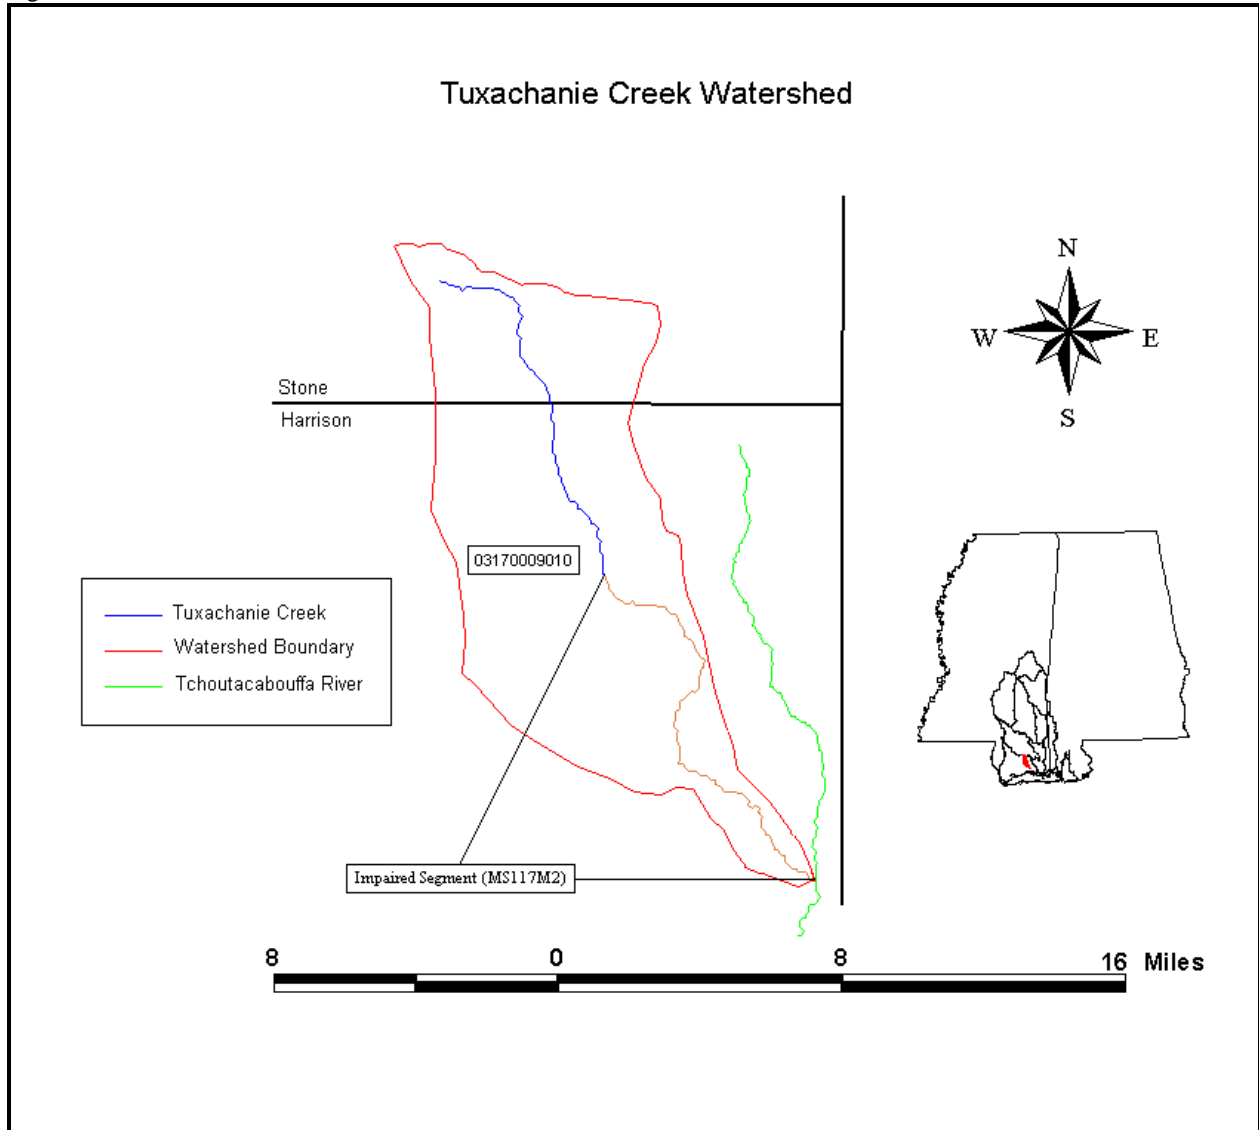 Tuxachanie Creek Watershed
N
W E
S
Stone
Harrison
03170009010
Tuxachanie Creek
Watershed Boundary
Tchoutacabouffa River
Impaired Segment (MS117M2)
8 0 8 16 Miles